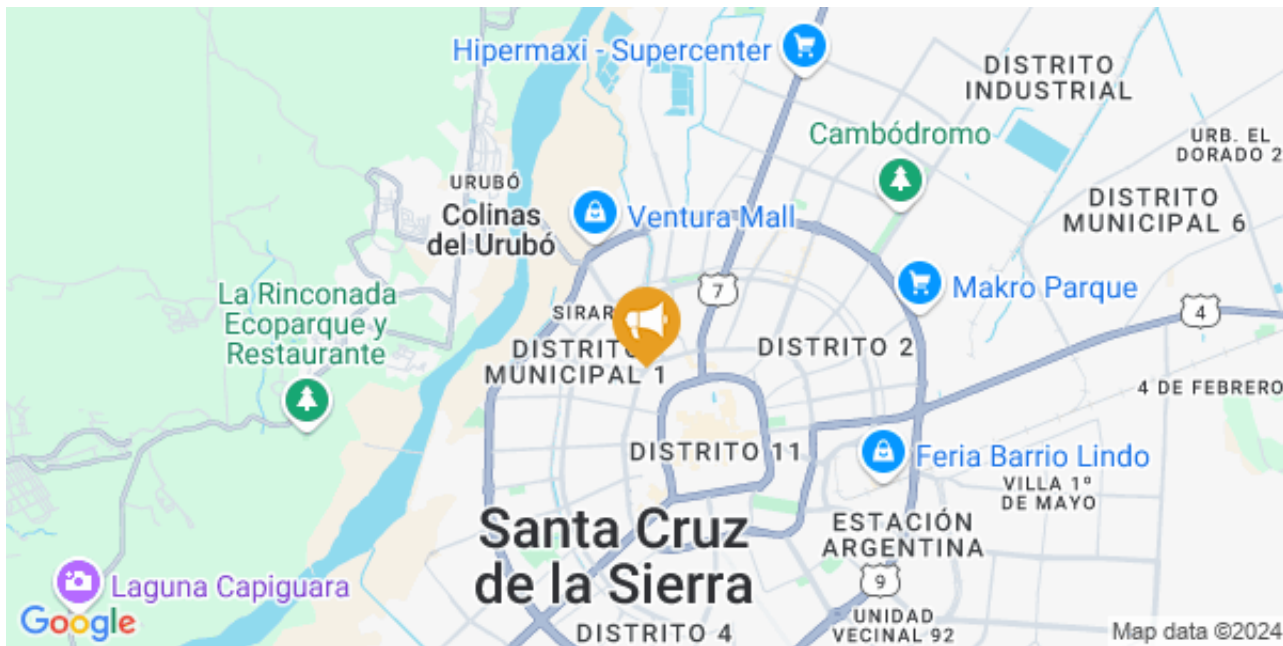 Hipermaxi - Supercenter
DISTRITO
INDUSTRIAL
Cambódromo
URB. EL
DORADO 2
URUBÓ
Colinas
del Urubó
Ventura Mall
DISTRITO
MUNICIPAL 6
7
Makro Parque
4
La Rinconada
Ecoparque y
Restaurante
SIRAR
DISTRITO
MUNICIPAL 1
DISTRITO 2
4 DE FEBRERO
DISTRITO 11
Feria Barrio Lindo
VILLA 1º
DE MAYO
Santa Cruz
de la Sierra
ESTACIÓN
ARGENTINA
9
Laguna Capiguara
UNIDAD
VECINAL 92
DISTRITO 4
Google
Map data ©2024